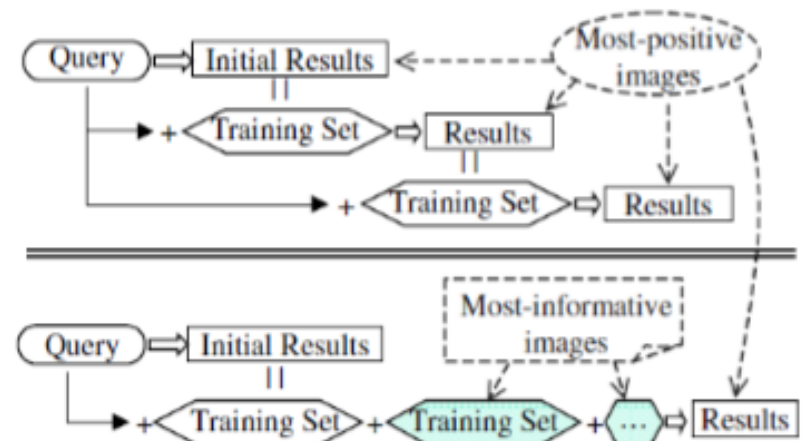 Query Initial Results Most-positive
images
+ Training Set Results
+ Training Set Results
Most-informative
images
Query Initial Results
+ Training Set + Training Set + ... Results